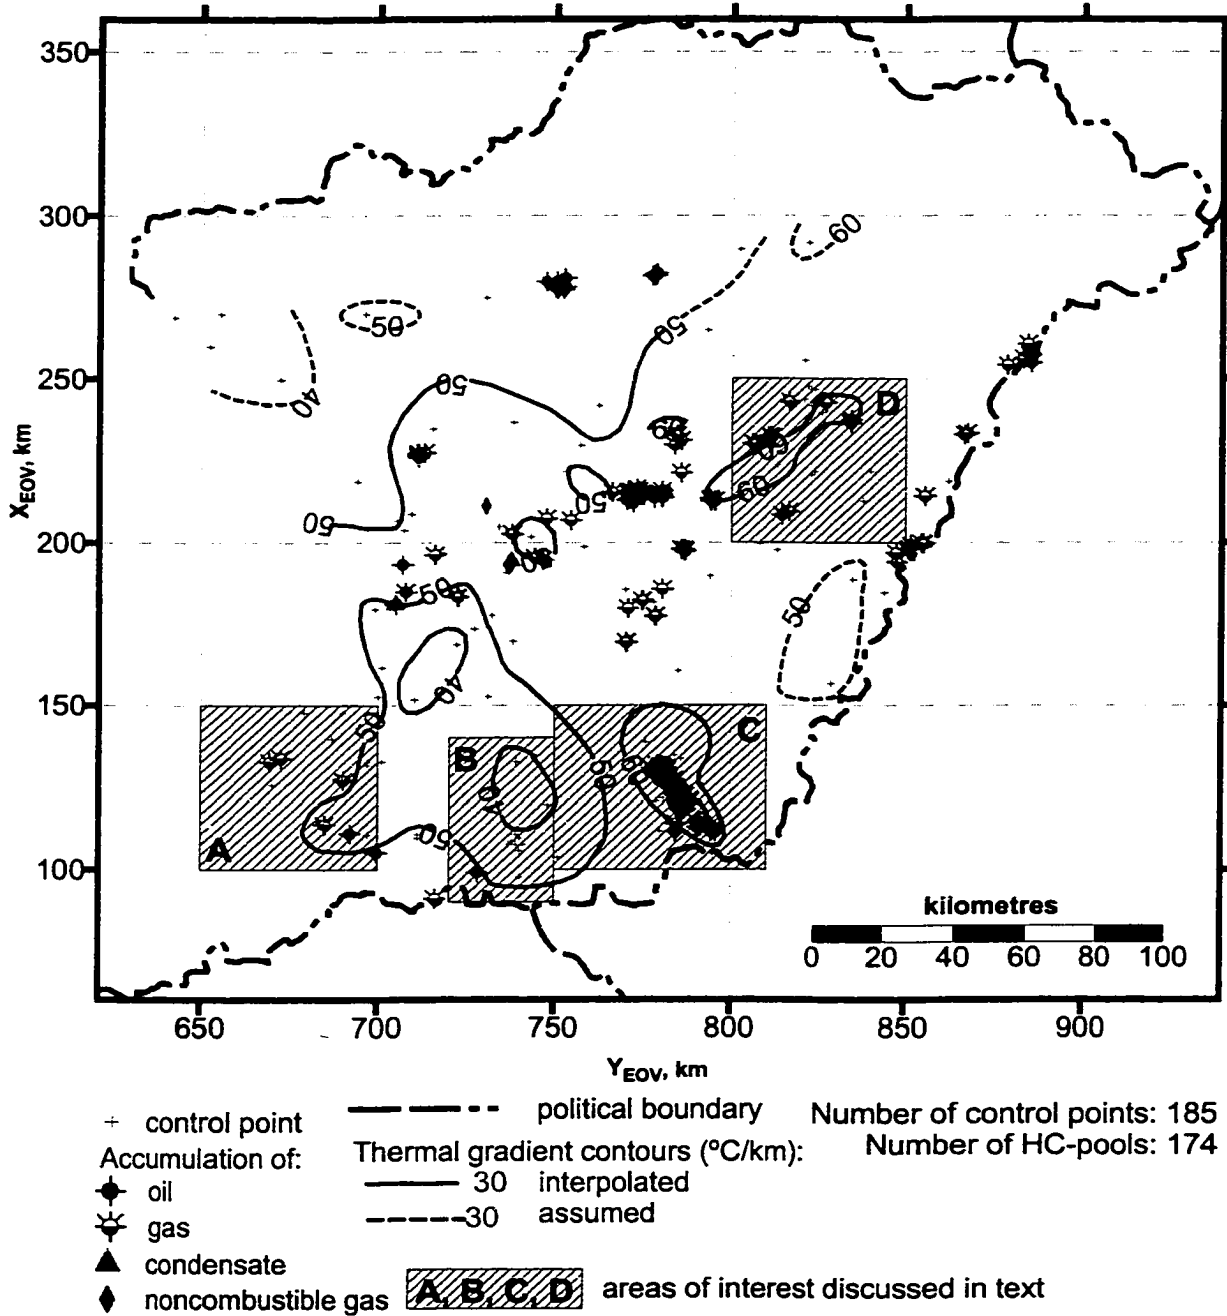 350
300
250
200
150
100
X_EOV, km
60
50
50
40
50
60
D
60
60
50
50
60
50
50
40
50
C
B
60
50
40
50
A
kilometres
0 20 40 60 80 100
650 700 750 800 850 900
Y_EOV, km
control point
political boundary
Number of control points: 185
Accumulation of:
Thermal gradient contours (ºC/km):
Number of HC-pools: 174
oil
30 interpolated
gas
30 assumed
condensate
noncombustible gas
A, B, C, D areas of interest discussed in text